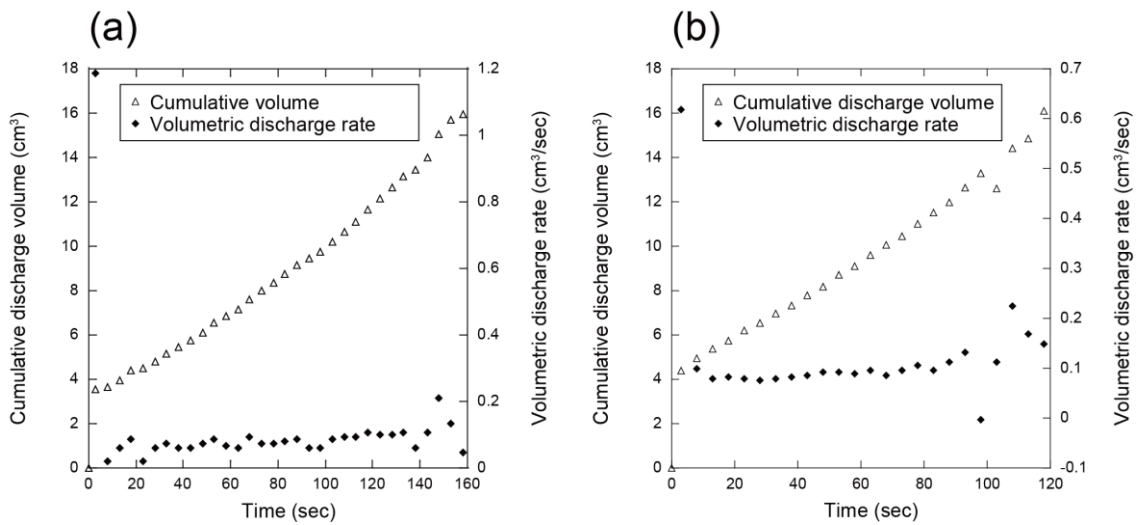 (a)
Cumulative discharge volume (cm³)
18
16
14
12
10
8
6
4
2
0
△ Cumulative volume
◆ Volumetric discharge rate
1.2
1
0.8
0.6
0.4
0.2
0
Volumetric discharge rate (cm³/sec)
0 20 40 60 80 100 120 140 160
Time (sec)
(b)
Cumulative discharge volume (cm³)
18
16
14
12
10
8
6
4
2
0
△ Cumulative discharge volume
◆ Volumetric discharge rate
0.7
0.6
0.5
0.4
0.3
0.2
0.1
0
-0.1
Volumetric discharge rate (cm³/sec)
0 20 40 60 80 100 120
Time (sec)